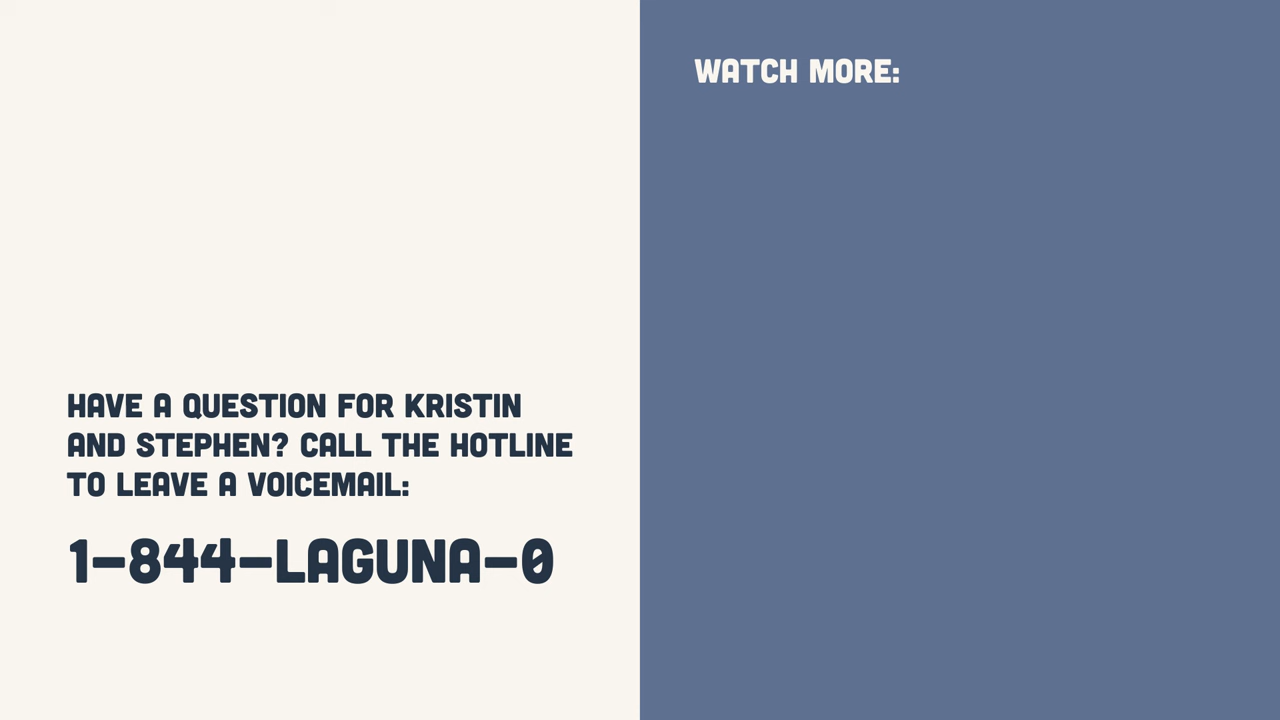 HAVE A QUESTION FOR KRISTIN
AND STEPHEN? CALL THE HOTLINE
TO LEAVE A VOICEMAIL:
1-844-LAGUNA-0
WATCH MORE: